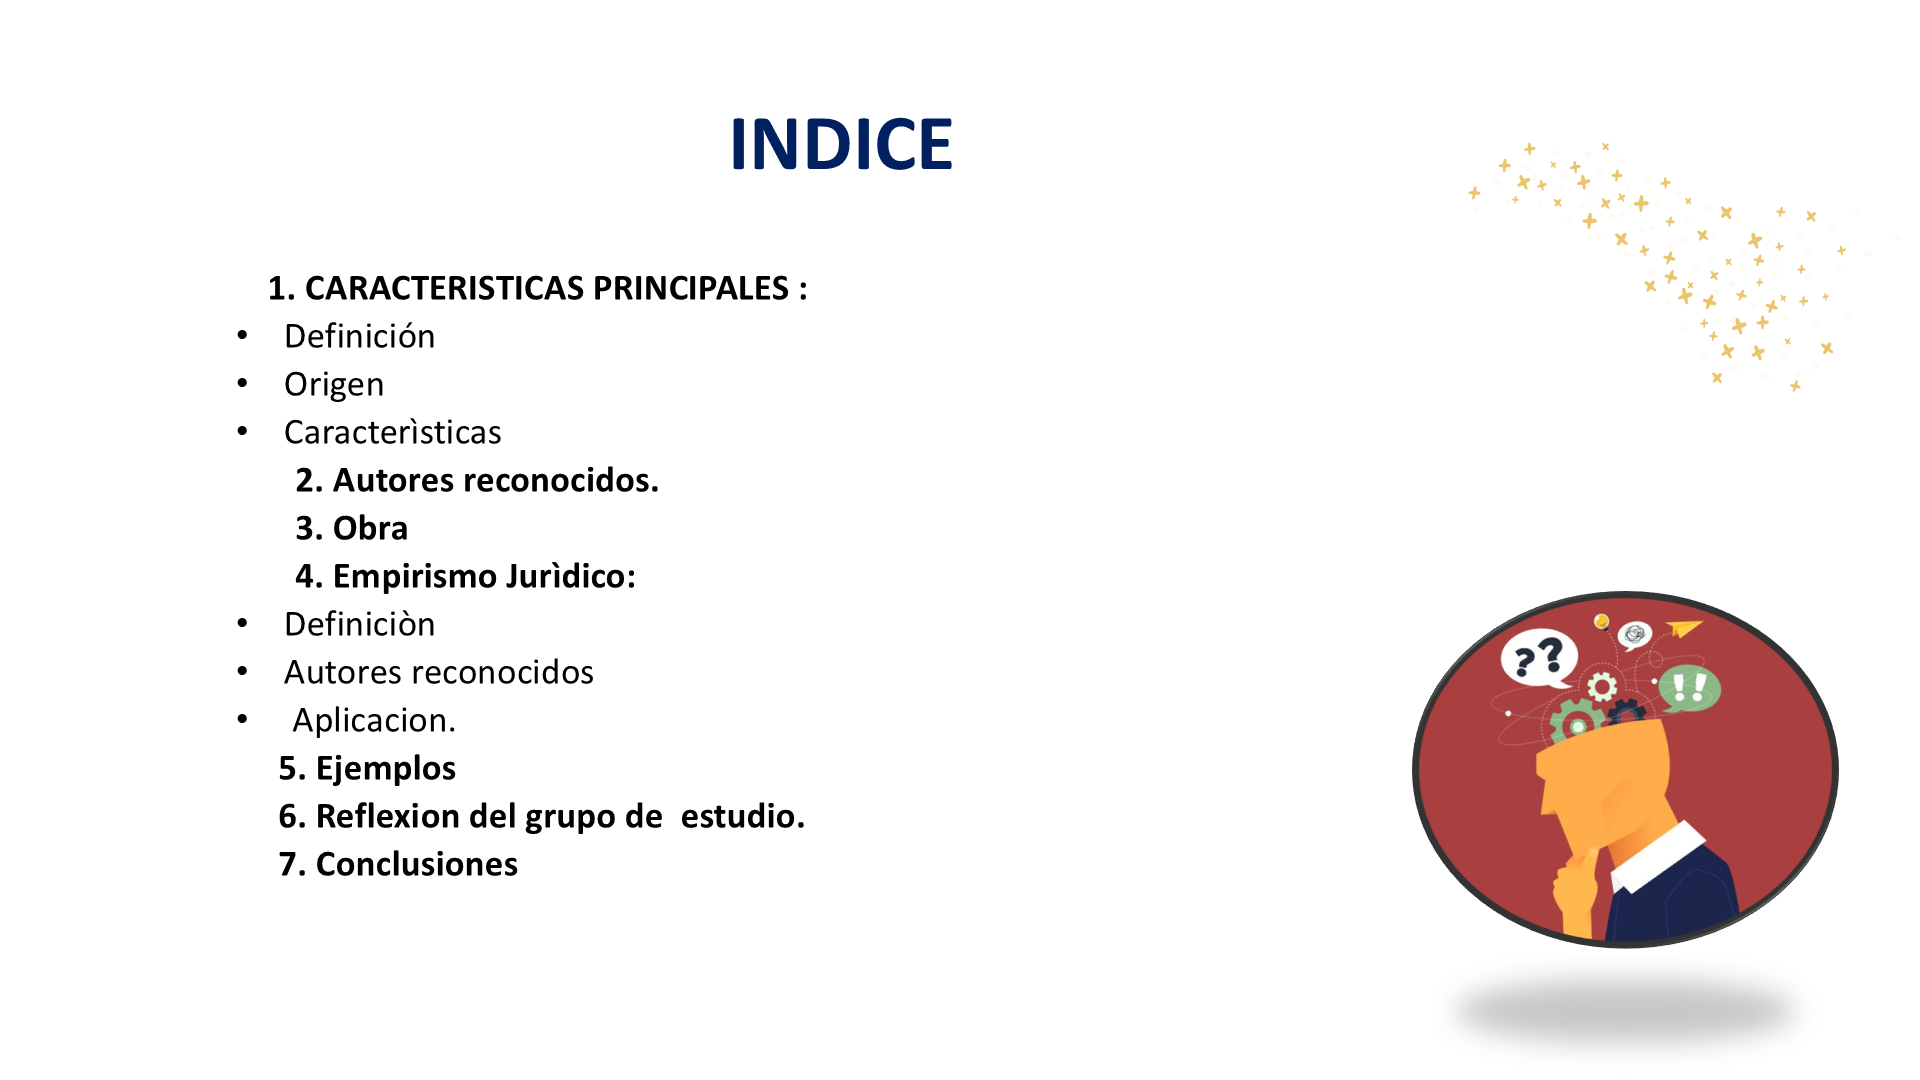 INDICE
1. CARACTERISTICAS PRINCIPALES :
• Definición
• Origen
• Caracterìsticas
2. Autores reconocidos.
3. Obra
4. Empirismo Jurìdico:
• Definiciòn
• Autores reconocidos
• Aplicacion.
5. Ejemplos
6. Reflexion del grupo de  estudio.
7. Conclusiones
??
!!